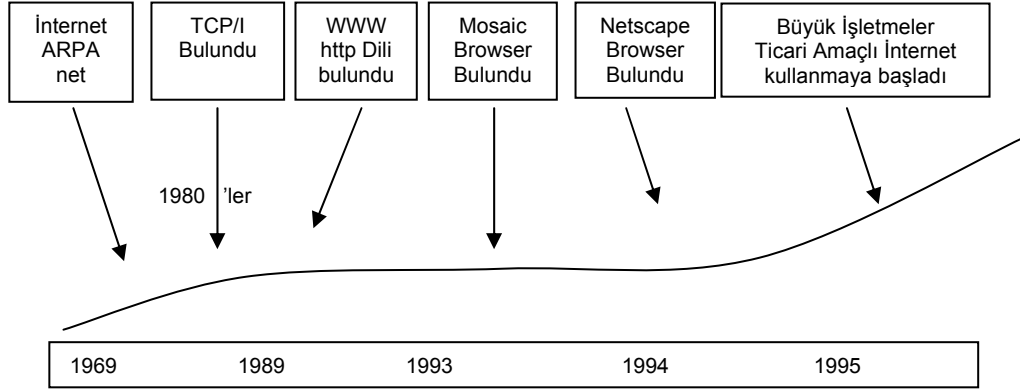 İnternet
ARPA
net
TCP/I
Bulundu
WWW
http Dili
bulundu
Mosaic
Browser
Bulundu
Netscape
Browser
Bulundu
Büyük İşletmeler
Ticari Amaçlı İnternet
kullanmaya başladı
1980 'ler
1969 1989 1993 1994 1995